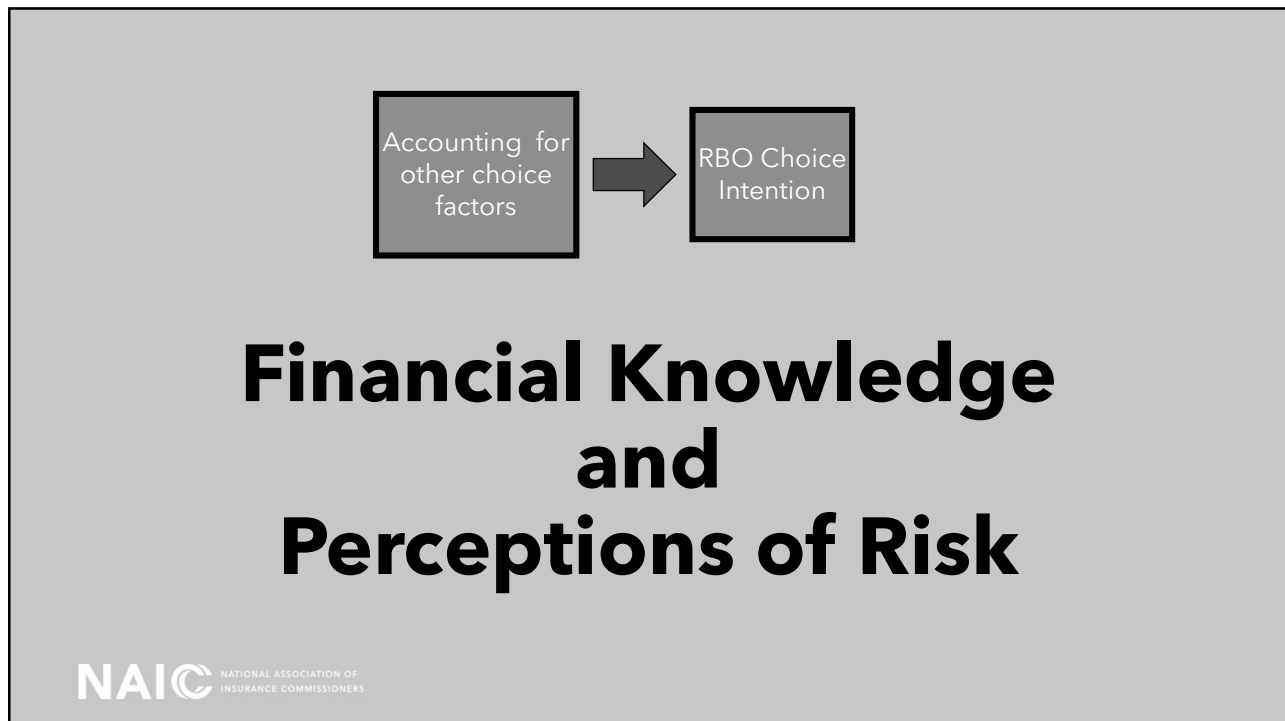 Accounting for
other choice
factors
RBO Choice
Intention
Financial Knowledge
and
Perceptions of Risk
NAIC NATIONAL ASSOCIATION OF
INSURANCE COMMISSIONERS